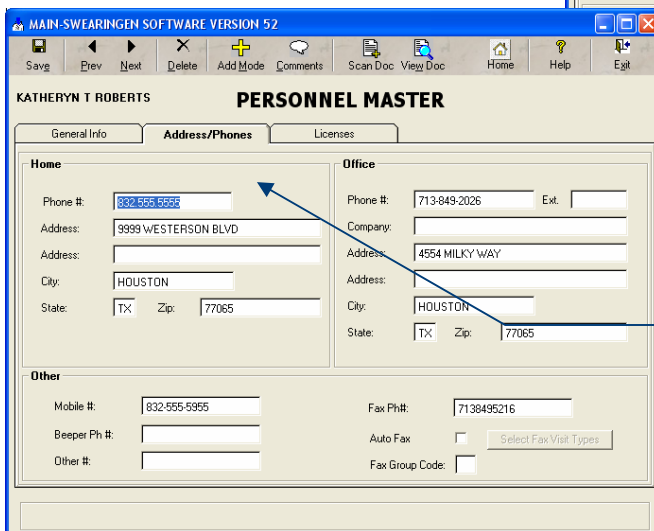 MAIN-SWEARINGEN SOFTWARE VERSION 52
Save Prev Next Delete Add Mode Comments Scan Doc View Doc Home Help Exit
KATHERYN T ROBERTS PERSONNEL MASTER
General Info Address/Phones Licenses
Home
Phone #: 832.555.5555
Address: 9999 WESTERSON BLVD
Address:
City: HOUSTON
State: TX Zip: 77065
Office
Phone #: 713-849-2026 Ext.
Company:
Address: 4554 MILKY WAY
Address:
City: HOUSTON
State: TX Zip: 77065
Other
Mobile #: 832-555-5955
Beeper Ph #:
Other #:
Fax Ph#: 7138495216
Auto Fax Select Fax Visit Types
Fax Group Code: